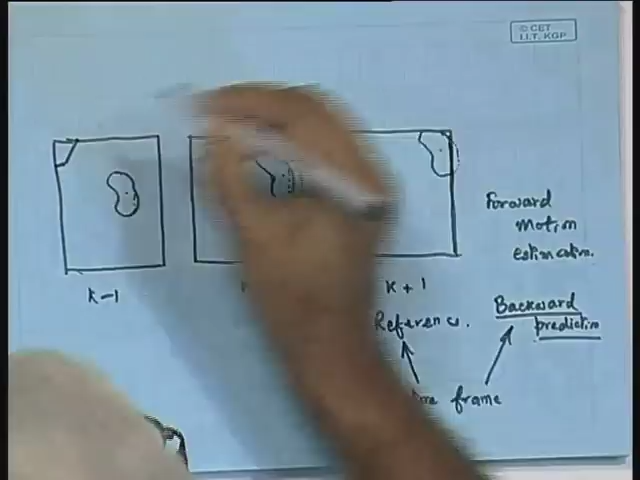 © CET
I.I.T. KGP
Forward
motion
estimation.
K-1
K+1
Backward
prediction
Reference.
frame